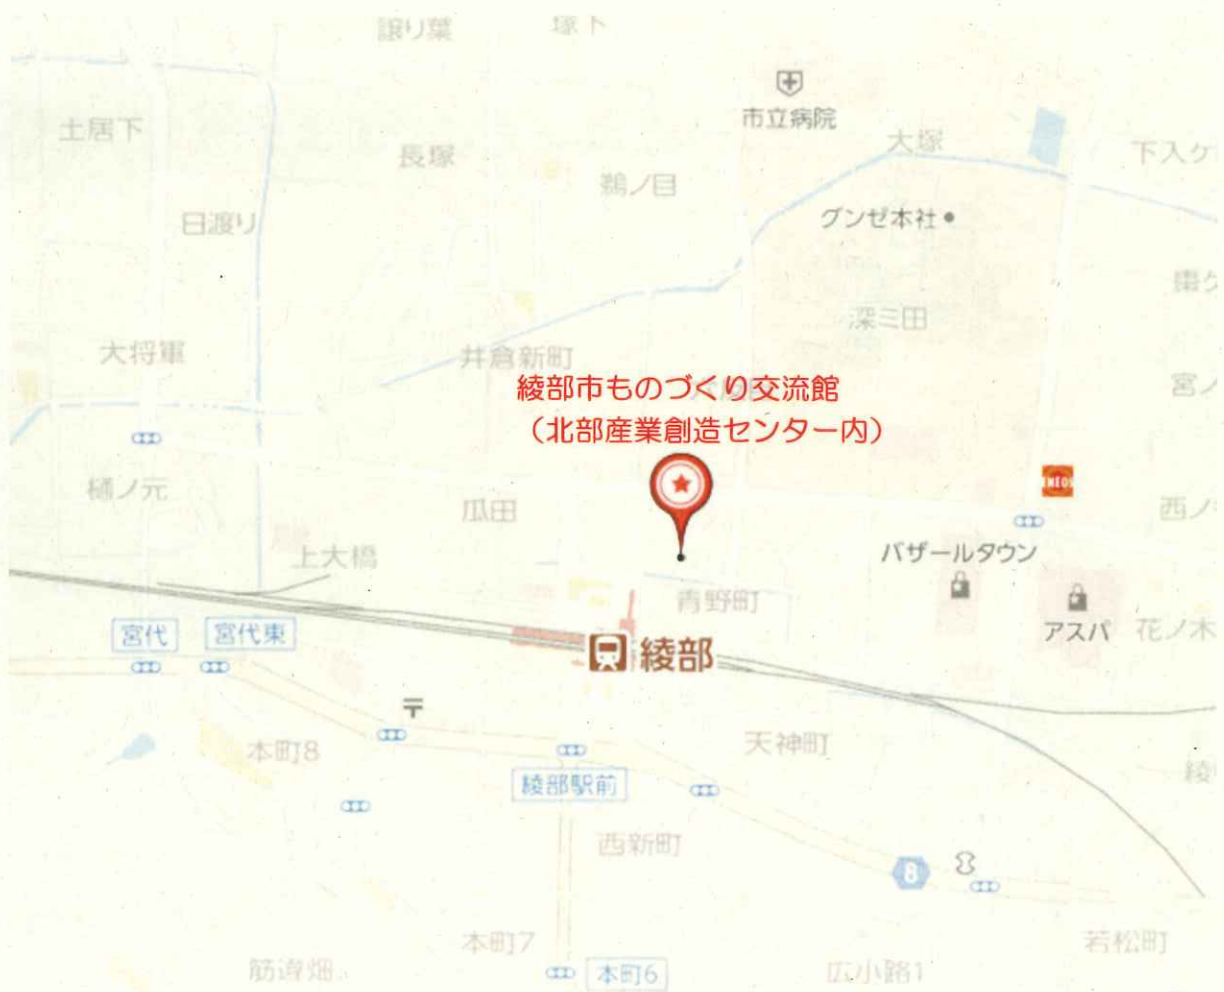 譲り葉
塚下
市立病院
土居下
大塚
長塚
下入ケ
鵜ノ目
日渡り
グンゼ本社
深ミ田
大将軍
井倉新町
宮ノ
綾部市ものづくり交流館
（北部産業創造センター内）
ENEOS
樋ノ元
瓜田
西ノ
上大橋
バザールタウン
青野町
アスパ
花ノ木
宮代
宮代東
綾部
〒
本町8
天神町
綾
綾部駅前
西新町
8
本町7
若松町
筋違畑
本町6
広小路1